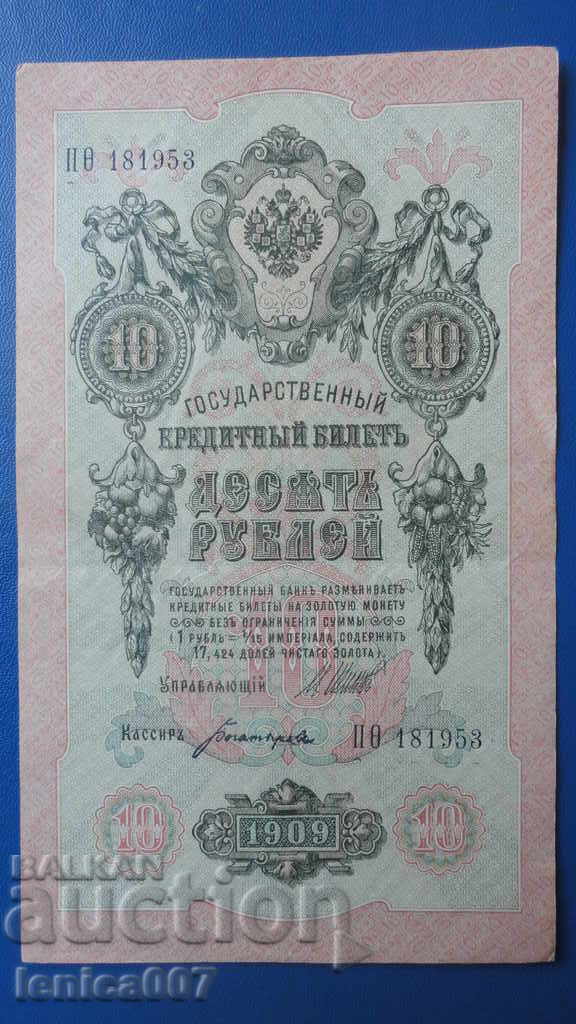 ПѲ 181953
10 10
ГОСУДАРСТВЕННЫЙ
КРЕДИТНЫЙ БИЛЕТЪ
ДЕСЯТЬ
РУБЛЕЙ
ГОСУДАРСТВЕННЫЙ БАНКЪ РАЗМѢНИВАЕТЪ
КРЕДИТНЫЕ БИЛЕТЫ НА ЗОЛОТУЮ МОНЕТУ
БЕЗЪ ОГРАНИЧЕНІЯ СУММЫ
(1 РУБЛЬ = 1/15 ИМПЕРІАЛА, СОДЕРЖИТЪ
17,424 ДОЛЕЙ ЧИСТАГО ЗОЛОТА).
10
УПРАВЛЯЮЩІЙ
Кассиръ ПѲ 181953
10 1909 10
BALKAN
auction
lenica007